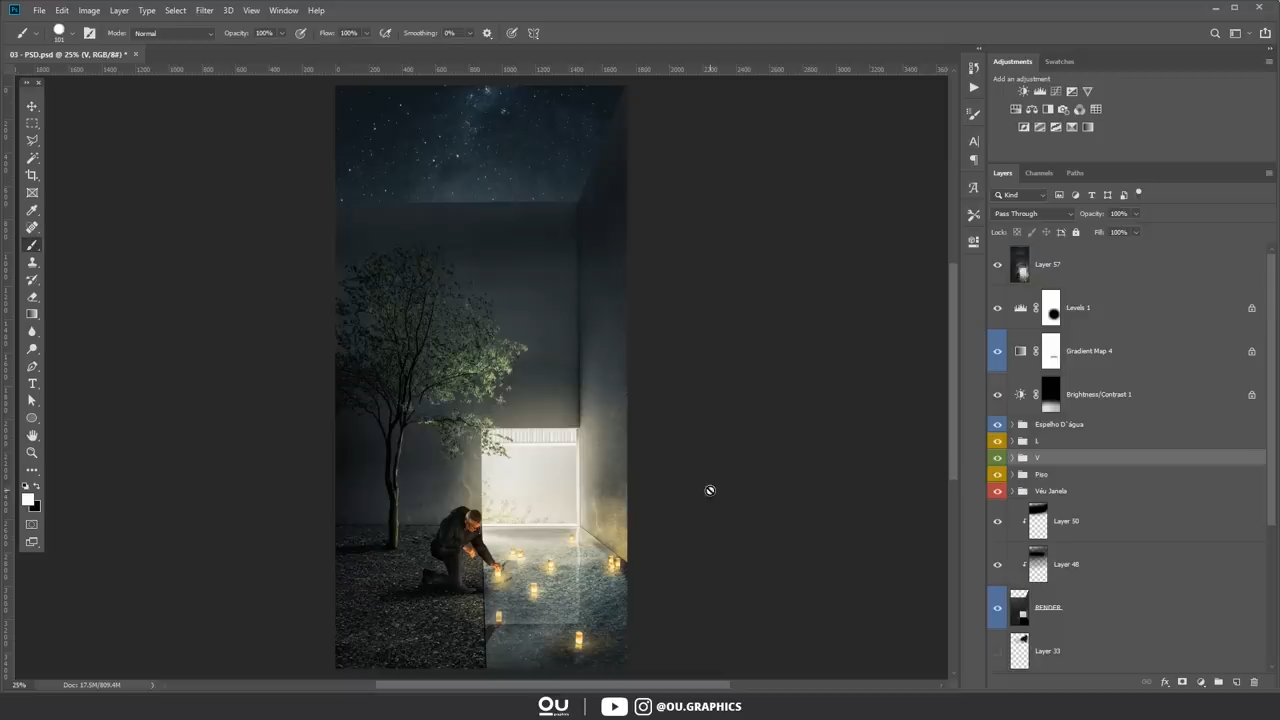 Ps File Edit Image Layer Type Select Filter 3D View Window Help
101 Mode: Normal Opacity: 100% Flow: 100% Smoothing: 0%
03 - PSD.psd @ 25% (V, RGB/8#) *
Adjustments Swatches
Add an adjustment
Layers Channels Paths
Kind
Pass Through Opacity: 100%
Lock: Fill: 100%
Layer 57
Levels 1
Gradient Map 4
Brightness/Contrast 1
Espelho D´água
L
V
Piso
Véu Janela
Layer 50
Layer 48
RENDER
Layer 33
25% Doc: 17.5M/809.4M
OU graphics @OU.GRAPHICS